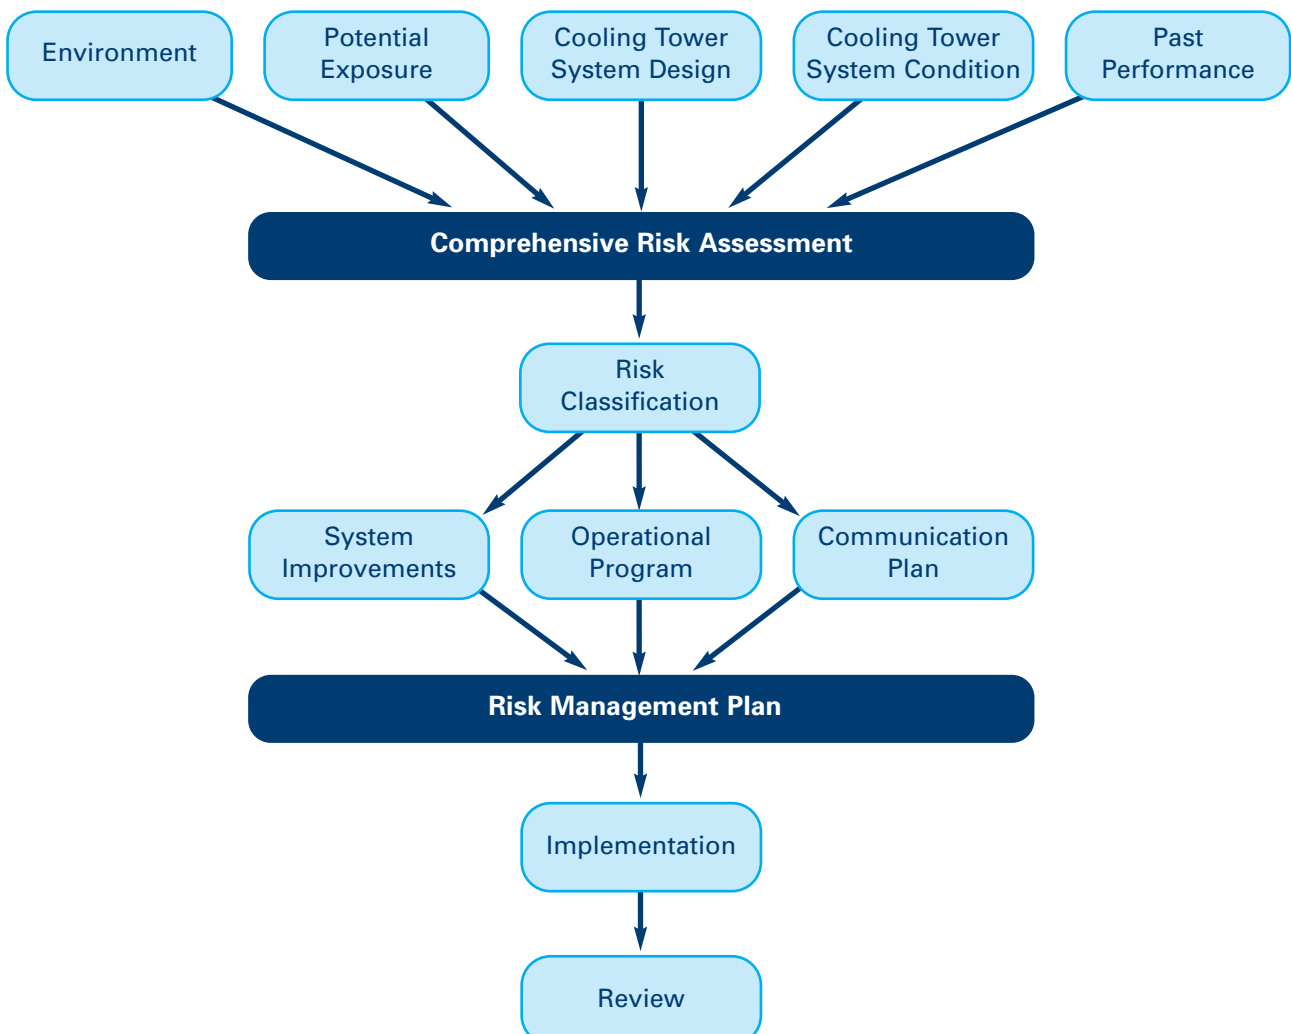 Environment
Potential
Exposure
Cooling Tower
System Design
Cooling Tower
System Condition
Past
Performance
Comprehensive Risk Assessment
Risk
Classification
System
Improvements
Operational
Program
Communication
Plan
Risk Management Plan
Implementation
Review